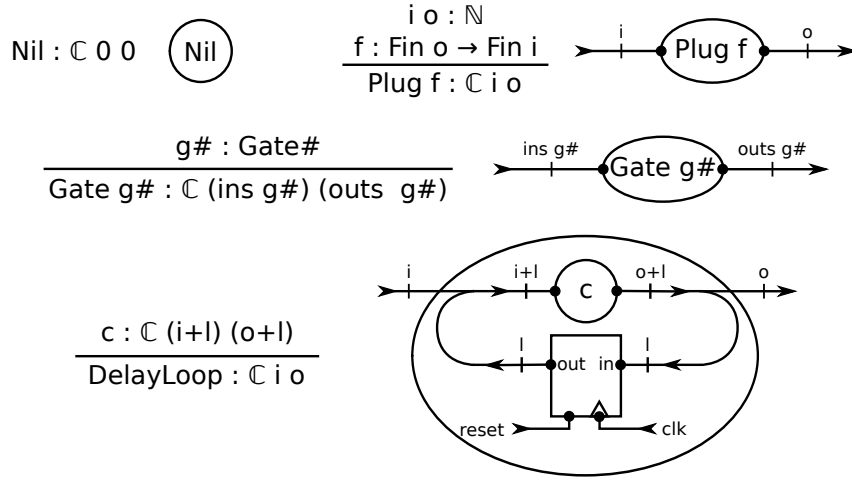 Nil : ℂ 0 0
Nil
i o : ℕ
f : Fin o → Fin i
Plug f : ℂ i o
i
Plug f
o
g# : Gate#
Gate g# : ℂ (ins g#) (outs g#)
ins g#
Gate g#
outs g#
c : ℂ (i+l) (o+l)
DelayLoop : ℂ i o
i
i+l
c
o+l
o
l
out
in
l
reset
clk